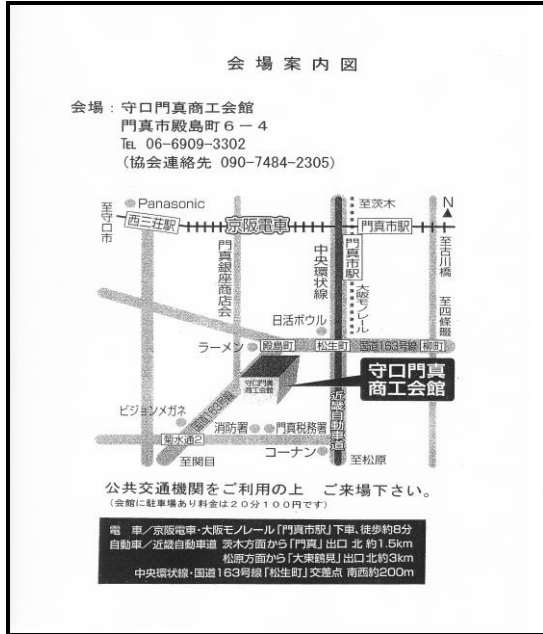 会場案内図
会場：守口門真商工会館
門真市殿島町６－４
℡ 06-6909-3302
(協会連絡先 090-7484-2305)
Panasonic
至茨木
N
至守口市
西三荘駅
京阪電車
門真市駅
門真銀座商店会
中央環状線
門真市駅
大阪モノレール
至古川橋
至四條畷
日活ボウル
ラーメン
殿島町
松生町
国道163号線
柳町
守口門真
商工会館
守口門真
商工会館
国道163号線
近畿自動車道
ビジョンメガネ
消防署
門真税務署
菊水通2
コーナン
至関目
至松原
公共交通機関をご利用の上　ご来場下さい。
(会館に駐車場あり料金は２０分１００円です)
電　車／京阪電車・大阪モノレール「門真市駅」下車、徒歩約8分
自動車／近畿自動車道 茨木方面から「門真」出口 北 約1.5km
松原方面から「大東鶴見」出口 北約3km
中央環状線・国道163号線「松生町」交差点 南西約200m